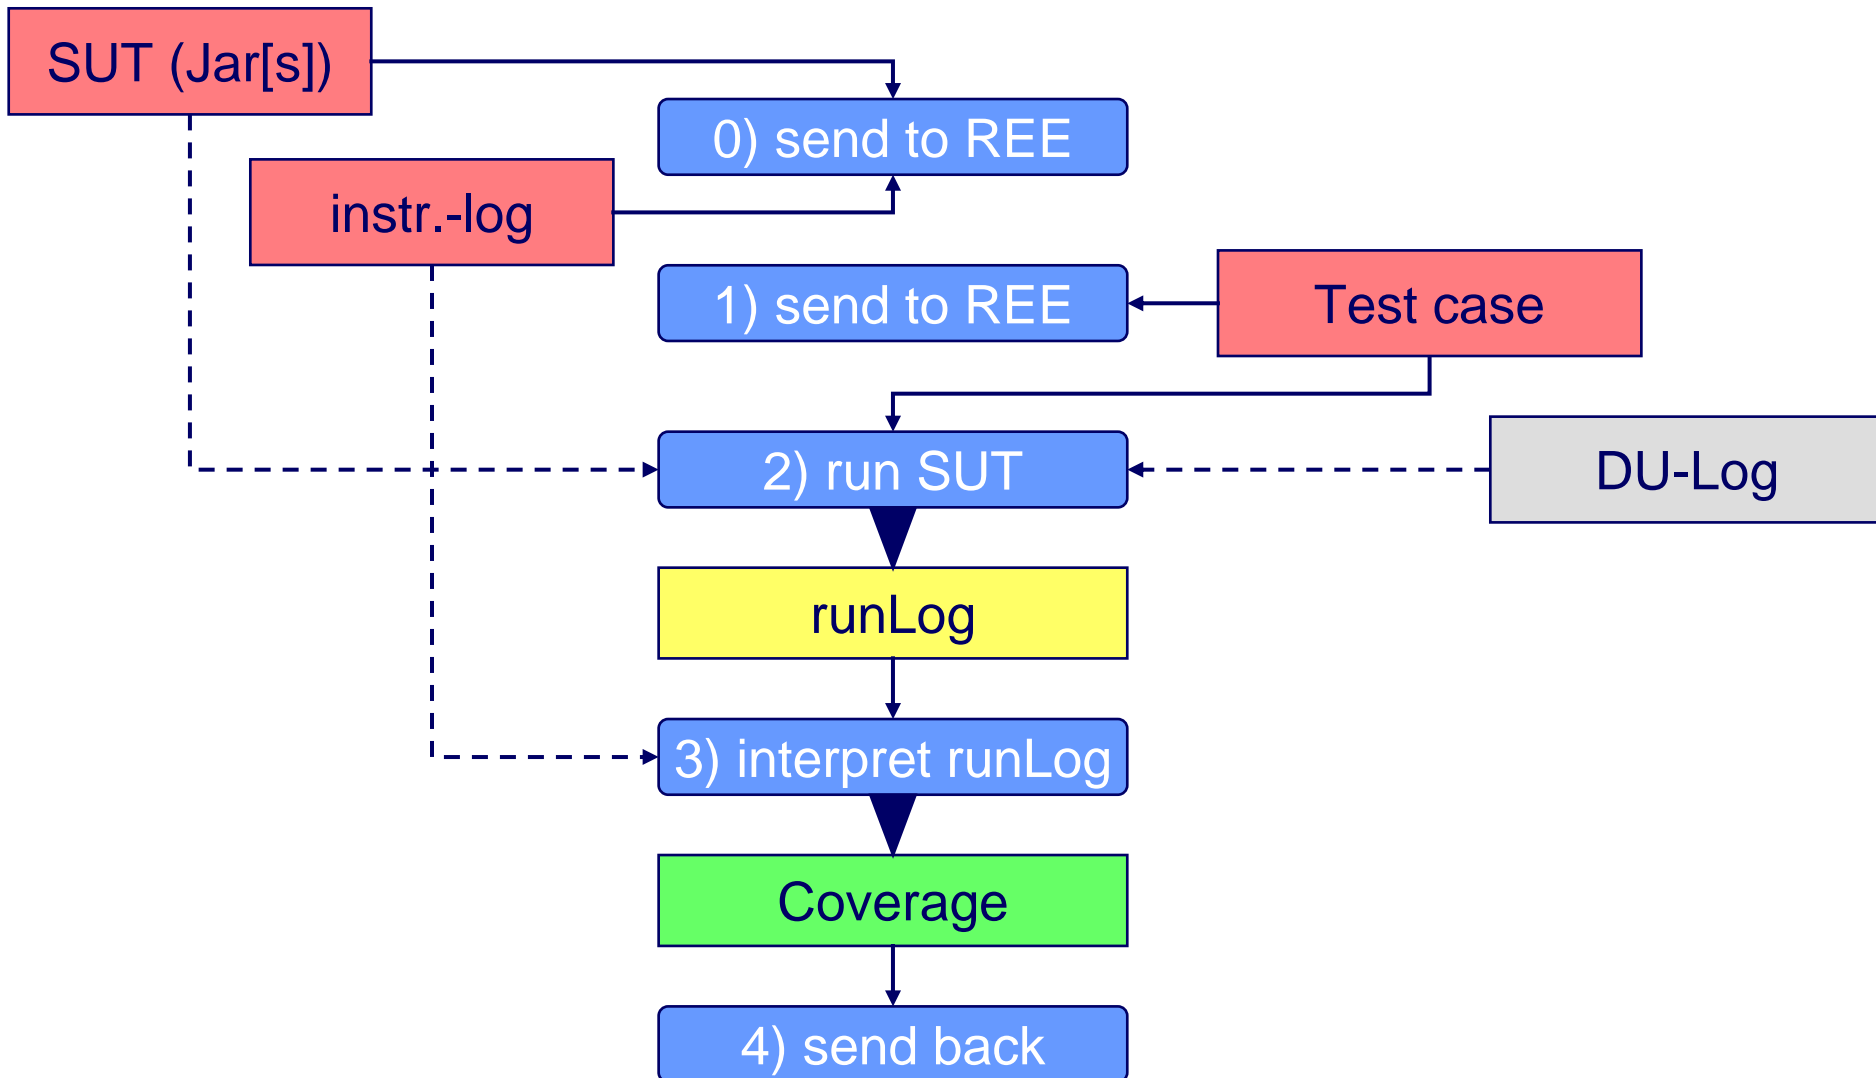 SUT (Jar[s])
0) send to REE
instr.-log
1) send to REE
Test case
2) run SUT
DU-Log
runLog
3) interpret runLog
Coverage
4) send back